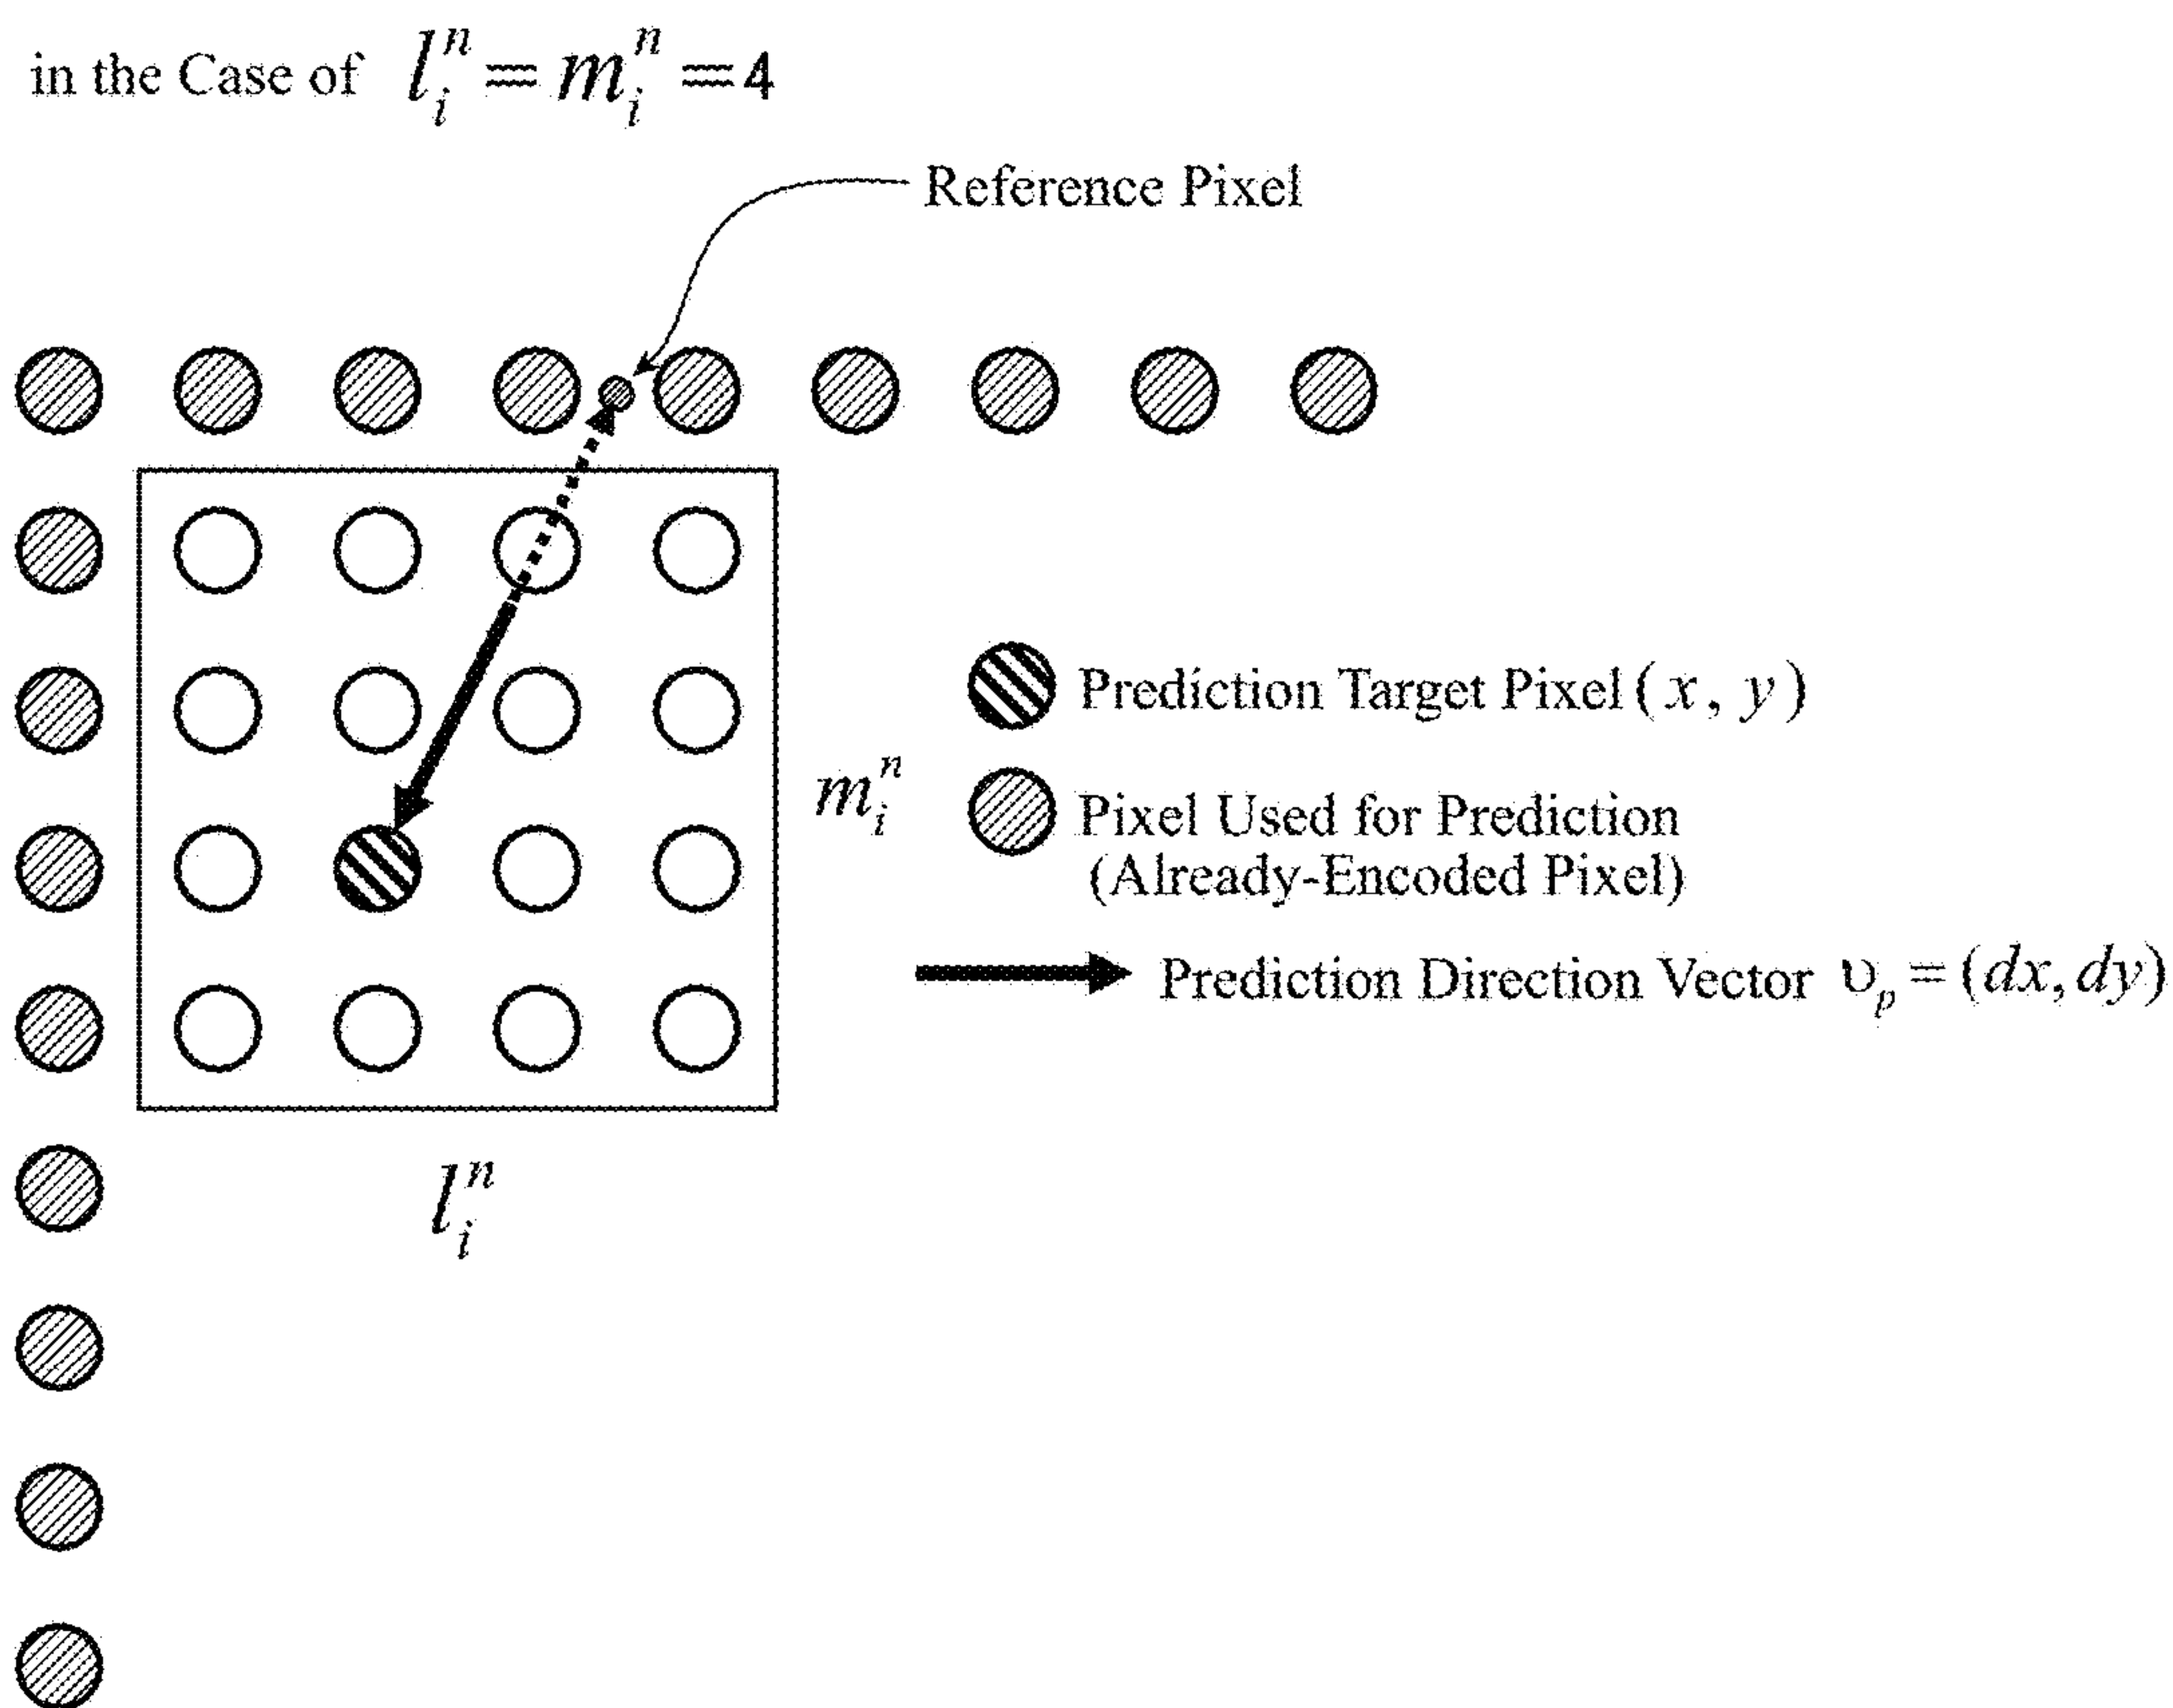 in the Case of $l_i^n = m_i^n = 4$
Reference Pixel
Prediction Target Pixel (x, y)
$m_i^n$
Pixel Used for Prediction
(Already-Encoded Pixel)
Prediction Direction Vector $\upsilon_p = (dx, dy)$
$l_i^n$